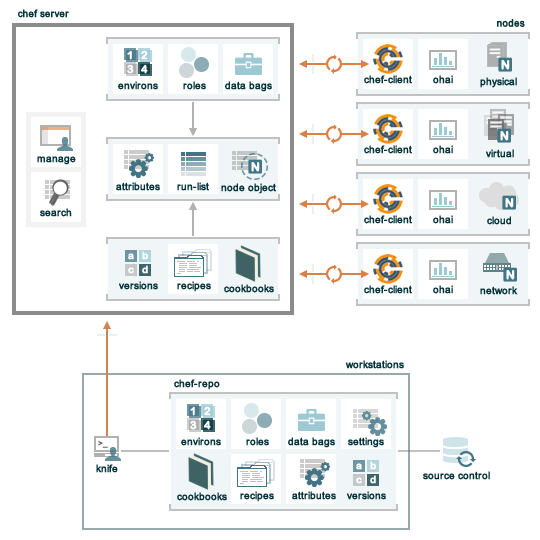 chef server
nodes
1 2
3 4
environs
roles
data bags
N
chef-client
ohai
physical
manage
N
chef-client
ohai
virtual
N
attributes
run-list
node object
search
N
chef-client
ohai
cloud
a b
c d
versions
recipes
cookbooks
N
chef-client
ohai
network
workstations
chef-repo
1 2
3 4
environs
roles
data bags
settings
>_
knife
source control
a b
c d
cookbooks
recipes
attributes
versions